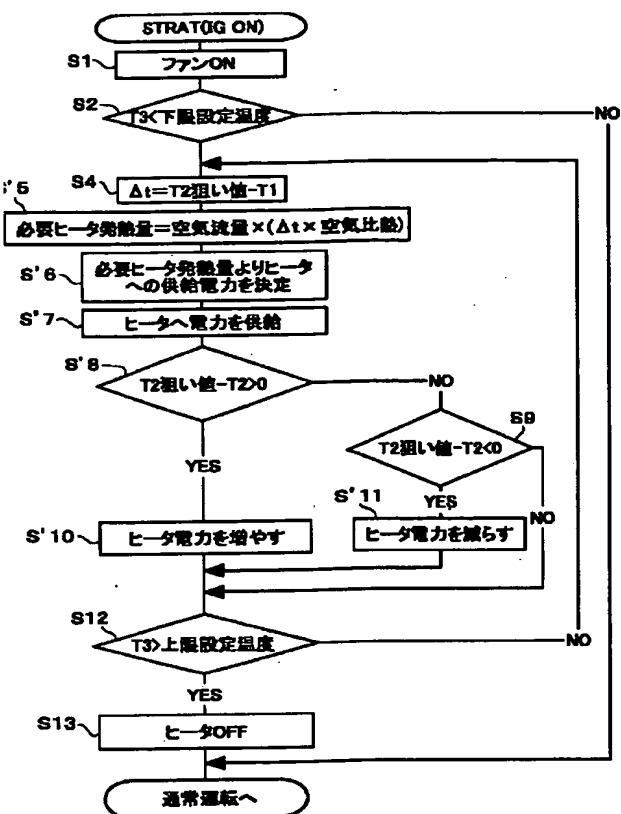 STRAT(IG ON)
S1
ファンON
S2
T3<下限設定温度
NO
S4
Δt=T2狙い値-T1
S'5
必要ヒータ発熱量=空気流量×(Δt×空気比熱)
S'6
必要ヒータ発熱量よりヒータ
への供給電力を決定
S'7
ヒータへ電力を供給
S'8
T2狙い値-T2>0
NO
S9
T2狙い値-T2<0
YES
S'11
YES
NO
S'10
ヒータ電力を増やす
ヒータ電力を減らす
S12
T3>上限設定温度
NO
YES
S13
ヒータOFF
通常運転へ